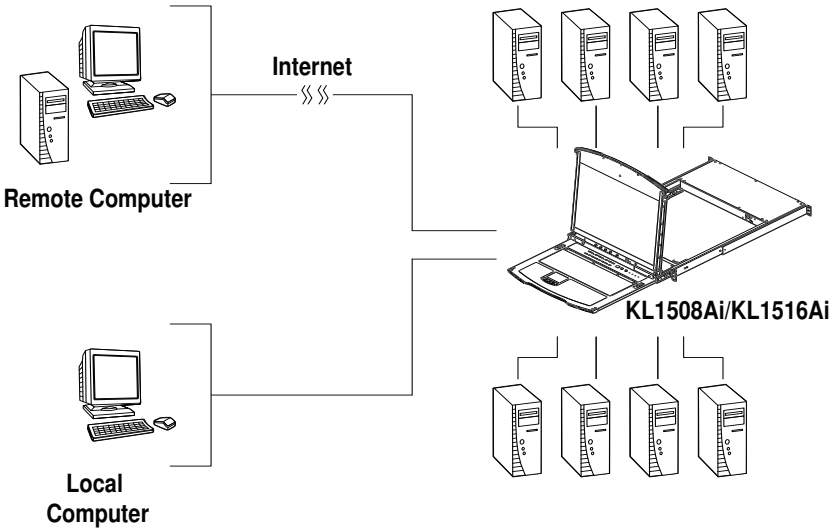 Internet
Remote Computer
KL1508Ai/KL1516Ai
Local
Computer